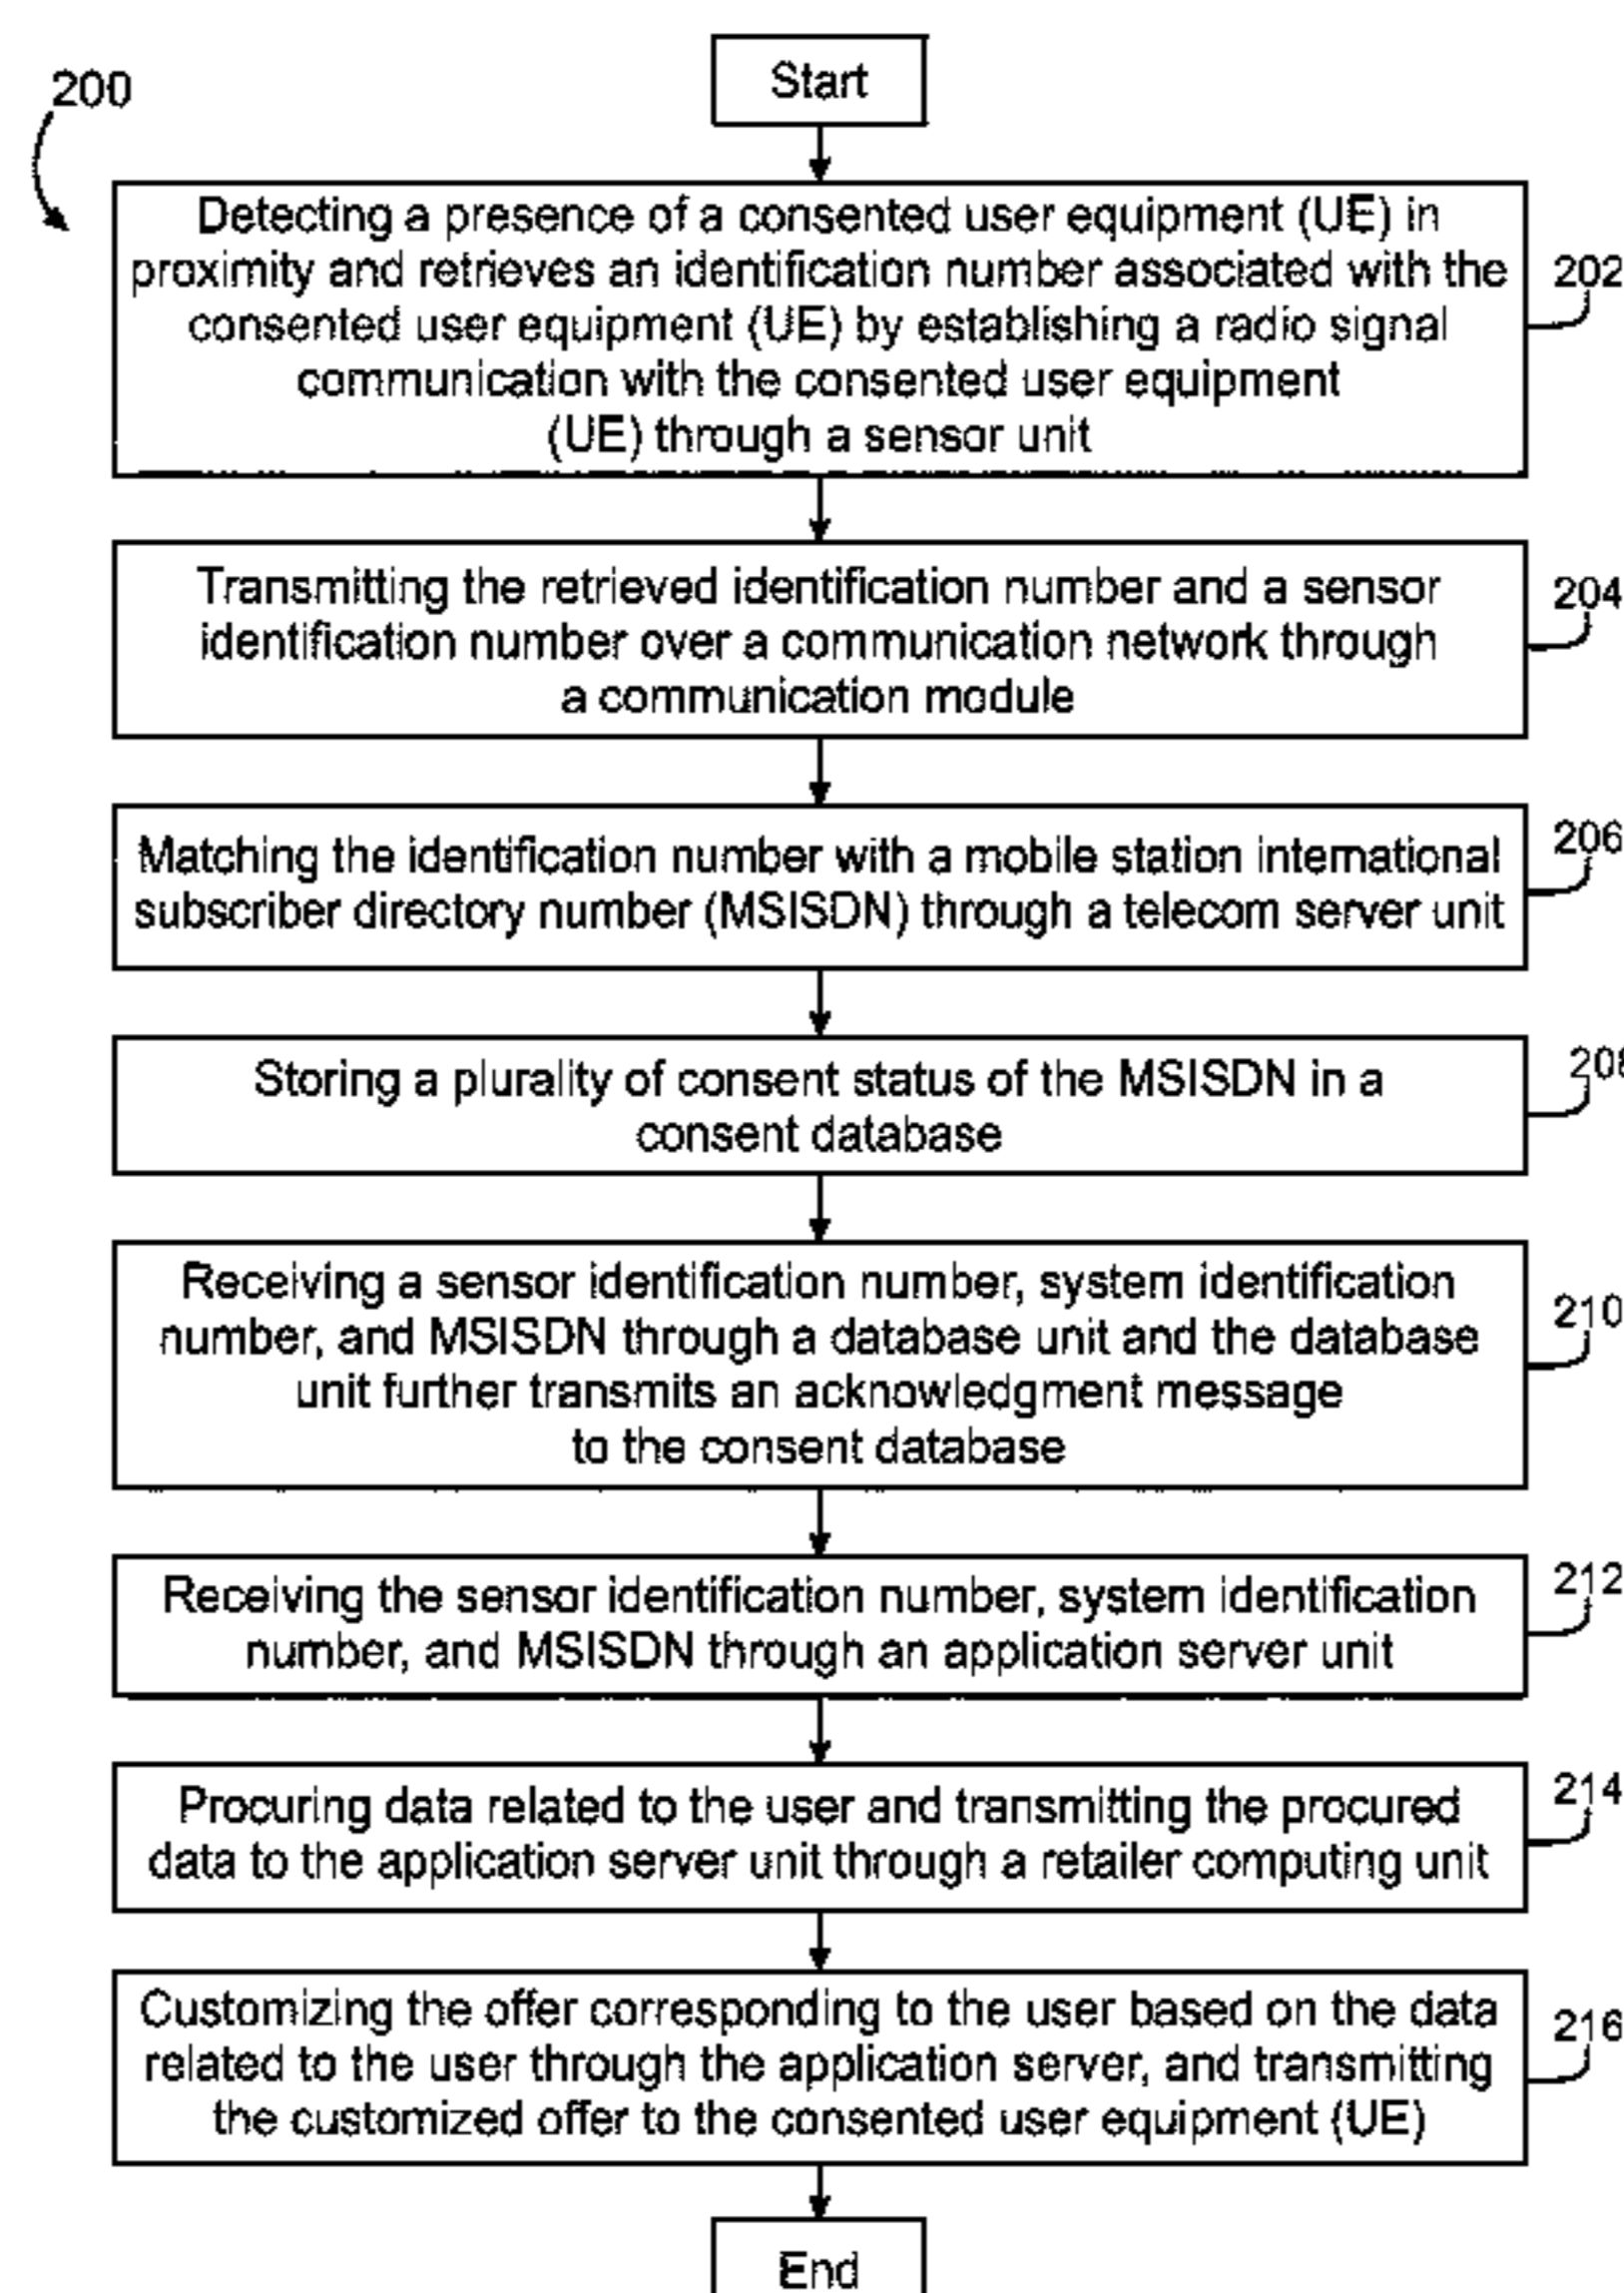 Start
200
Detecting a presence of a consented user equipment (UE) in
proximity and retrieves an identification number associated with the
consented user equipment (UE) by establishing a radio signal
communication with the consented user equipment
(UE) through a sensor unit
202
Transmitting the retrieved identification number and a sensor
identification number over a communication network through
a communication module
204
Matching the identification number with a mobile station international
subscriber directory number (MSISDN) through a telecom server unit
206
Storing a plurality of consent status of the MSISDN in a
consent database
208
Receiving a sensor identification number, system identification
number, and MSISDN through a database unit and the database
unit further transmits an acknowledgment message
to the consent database
210
Receiving the sensor identification number, system identification
number, and MSISDN through an application server unit
212
Procuring data related to the user and transmitting the procured
data to the application server unit through a retailer computing unit
214
Customizing the offer corresponding to the user based on the data
related to the user through the application server, and transmitting
the customized offer to the consented user equipment (UE)
216
End